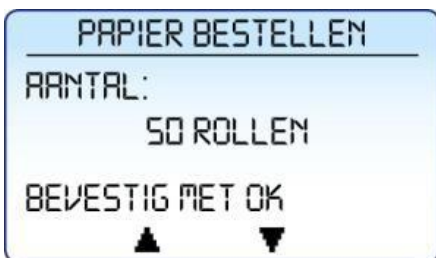 PAPIER BESTELLEN
AANTAL:
50 ROLLEN
BEVESTIG MET OK
▲ ▼